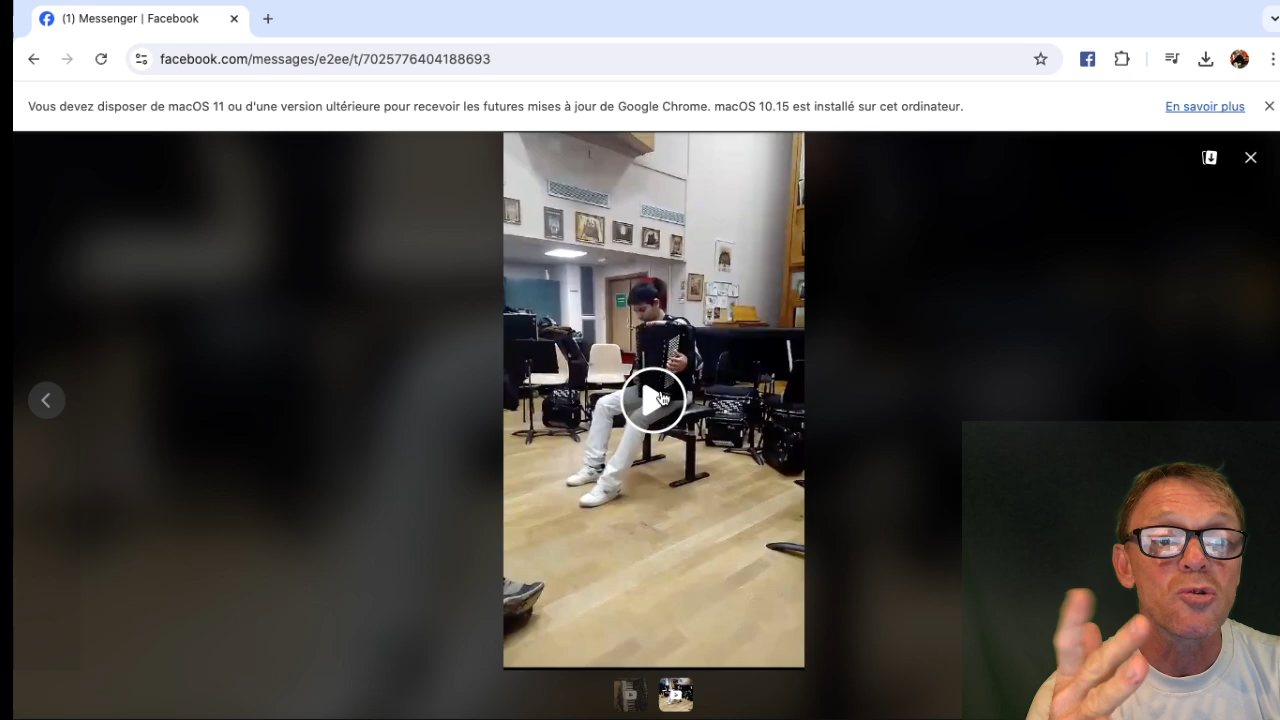 (1) Messenger | Facebook
facebook.com/messages/e2ee/t/7025776404188693
Vous devez disposer de macOS 11 ou d'une version ultérieure pour recevoir les futures mises à jour de Google Chrome. macOS 10.15 est installé sur cet ordinateur.
En savoir plus